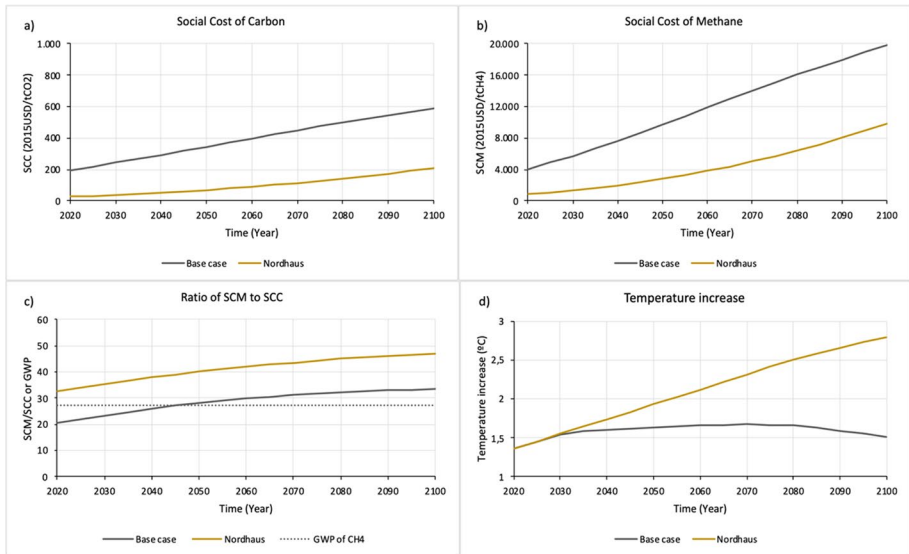 a)
Social Cost of Carbon
SCC (2015USD/tCO2)
1.000
800
600
400
200
0
2020 2030 2040 2050 2060 2070 2080 2090 2100
Time (Year)
Base case Nordhaus
b)
Social Cost of Methane
SCM (2015USD/tCH4)
20.000
16.000
12.000
8.000
4.000
0
2020 2030 2040 2050 2060 2070 2080 2090 2100
Time (Year)
Base case Nordhaus
c)
Ratio of SCM to SCC
SCM/SCC or GWP
60
50
40
30
20
10
0
2020 2030 2040 2050 2060 2070 2080 2090 2100
Time (Year)
Base case Nordhaus GWP of CH4
d)
Temperature increase
Temperature increase (ºC)
3
2,5
2
1,5
1
2020 2030 2040 2050 2060 2070 2080 2090 2100
Time (Year)
Base case Nordhaus